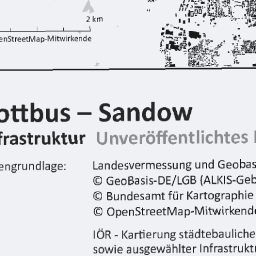 2 km
enStreetMap-Mitwirkende
ottbus – Sandow
frastruktur Unveröffentlichtes
engrundlage: Landesvermessung und Geobas
© GeoBasis-DE/LGB (ALKIS-Geb
© Bundesamt für Kartographie
© OpenStreetMap-Mitwirkende
IÖR - Kartierung städtebauliche
sowie ausgewählter Infrastrukt